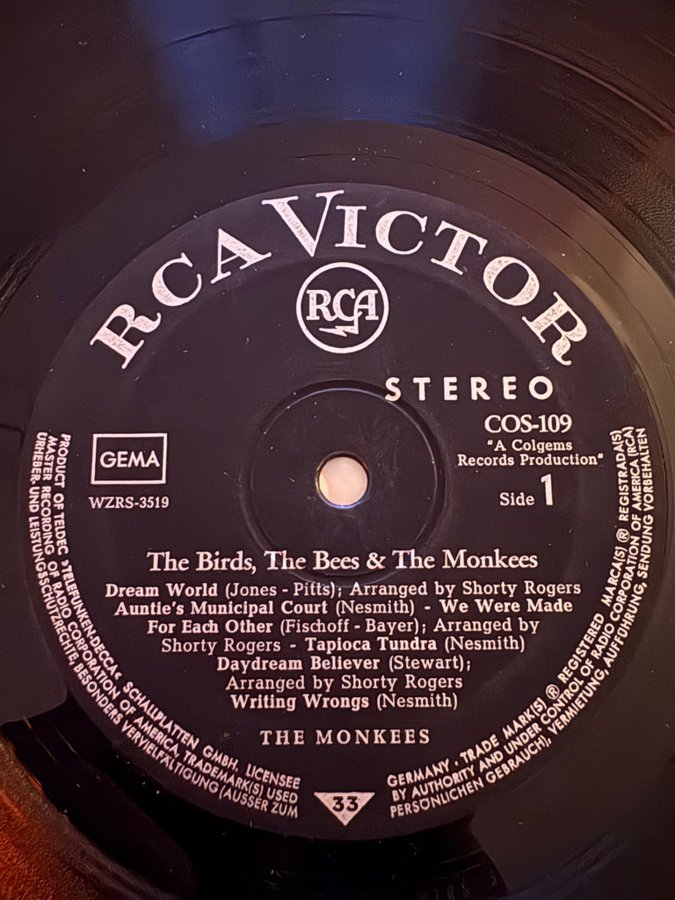 RCA VICTOR
RCA
STEREO
COS-109
"A Colgems
Records Production"
Side 1
GEMA
WZRS-3519
The Birds, The Bees & The Monkees
Dream World (Jones - Pitts); Arranged by Shorty Rogers
Auntie's Municipal Court (Nesmith) - We Were Made
For Each Other (Fischoff - Bayer); Arranged by
Shorty Rogers - Tapioca Tundra (Nesmith)
Daydream Believer (Stewart);
Arranged by Shorty Rogers
Writing Wrongs (Nesmith)
THE MONKEES
33
PRODUCT OF TELDEC »TELEFUNKEN-DECCA« SCHALLPLATTEN GMBH, LICENSEE
MASTER RECORDING OF RADIO CORPORATION OF AMERICA, TRADEMARK(S) USED
URHEBER- UND LEISTUNGSSCHUTZRECHTE, BESONDERS VERVIELFÄLTIGUNG (AUSSER ZUM
GERMANY · TRADE MARK(S) ® REGISTERED MARCA(S) ® REGISTRADA(S)
BY AUTHORITY AND UNDER CONTROL OF RADIO CORPORATION OF AMERICA (RCA)
PERSÖNLICHEN GEBRAUCH), VERMIETUNG, AUFFÜHRUNG, SENDUNG VORBEHALTEN